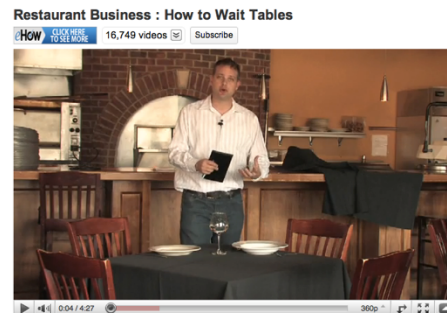 Restaurant Business : How to Wait Tables
eHow CLICK HERE TO SEE MORE 16,749 videos Subscribe
0:04 / 4:27 360p